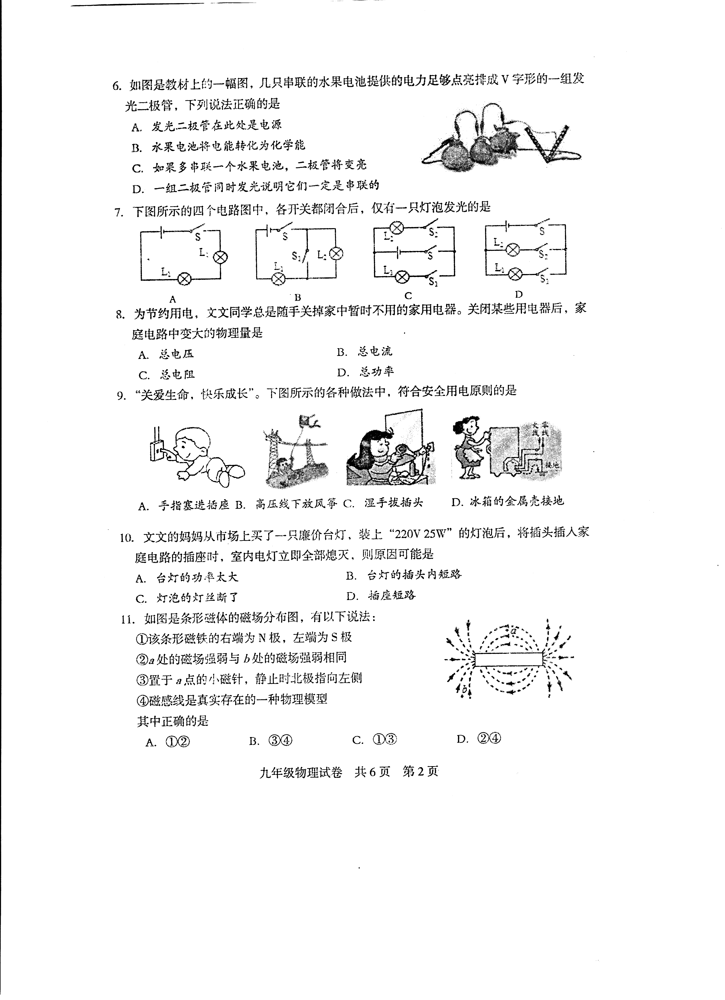 6. 如图是教材上的一幅图，几只串联的水果电池提供的电力足够点亮排成 V 字形的一组发
光二极管，下列说法正确的是
A. 发光二极管在此处是电源
B. 水果电池将电能转化为化学能
C. 如果多串联一个水果电池，二极管将变亮
D. 一组二极管同时发光说明它们一定是串联的
7. 下图所示的四个电路图中，各开关都闭合后，仅有一只灯泡发光的是
S
L₁
A
S
S₁
L₂
L₁
B
L₂
S₂
S
L₁
S₁
C
S
L₂
S₂
L₁
S₁
D
8. 为节约用电，文文同学总是随手关掉家中暂时不用的家用电器。关闭某些用电器后，家
庭电路中变大的物理量是
A. 总电压 B. 总电流
C. 总电阻 D. 总功率
9. “关爱生命，快乐成长”。下图所示的各种做法中，符合安全用电原则的是
火线
零线
接地
A. 手指塞进插座 B. 高压线下放风筝 C. 湿手拔插头 D. 冰箱的金属壳接地
10. 文文的妈妈从市场上买了一只廉价台灯，装上“220V 25W”的灯泡后，将插头插入家
庭电路的插座时，室内电灯立即全部熄灭，则原因可能是
A. 台灯的功率太大 B. 台灯的插头内短路
C. 灯泡的灯丝断了 D. 插座短路
11. 如图是条形磁体的磁场分布图，有以下说法：
①该条形磁铁的右端为 N 极，左端为 S 极
②a 处的磁场强弱与 b 处的磁场强弱相同
③置于 a 点的小磁针，静止时北极指向左侧
④磁感线是真实存在的一种物理模型
其中正确的是
a
b
A. ①② B. ③④ C. ①③ D. ②④
九年级物理试卷 共 6 页 第 2 页